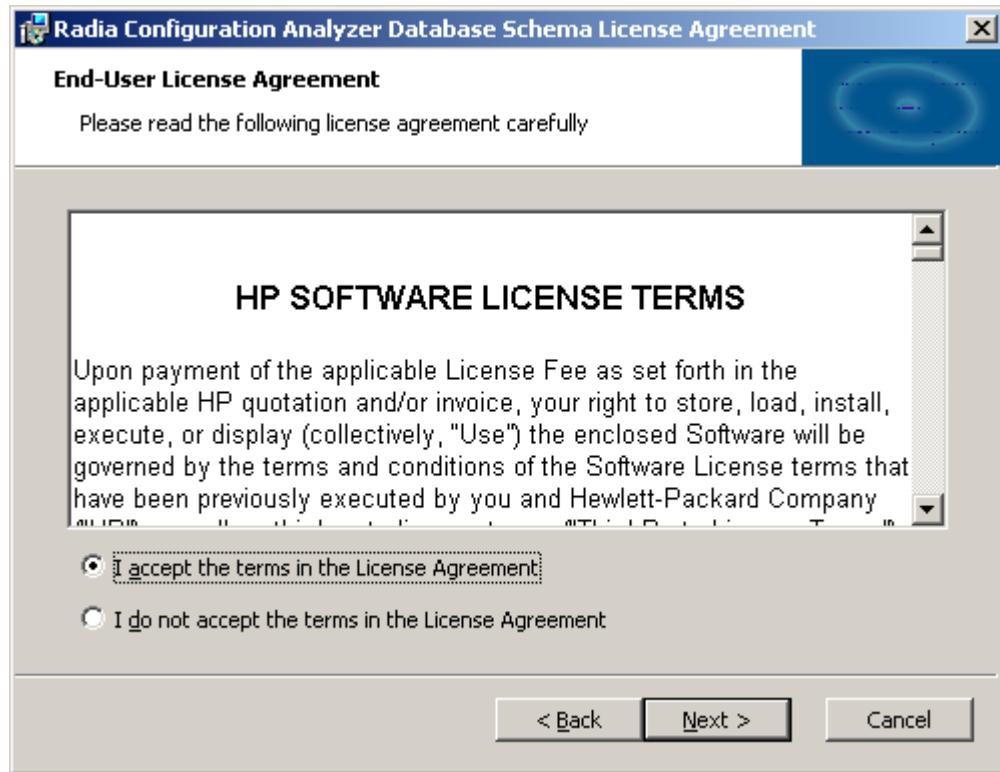 Radia Configuration Analyzer Database Schema License Agreement
End-User License Agreement
Please read the following license agreement carefully
HP SOFTWARE LICENSE TERMS
Upon payment of the applicable License Fee as set forth in the
applicable HP quotation and/or invoice, your right to store, load, install,
execute, or display (collectively, "Use") the enclosed Software will be
governed by the terms and conditions of the Software License terms that
have been previously executed by you and Hewlett-Packard Company
I accept the terms in the License Agreement
I do not accept the terms in the License Agreement
< Back
Next >
Cancel